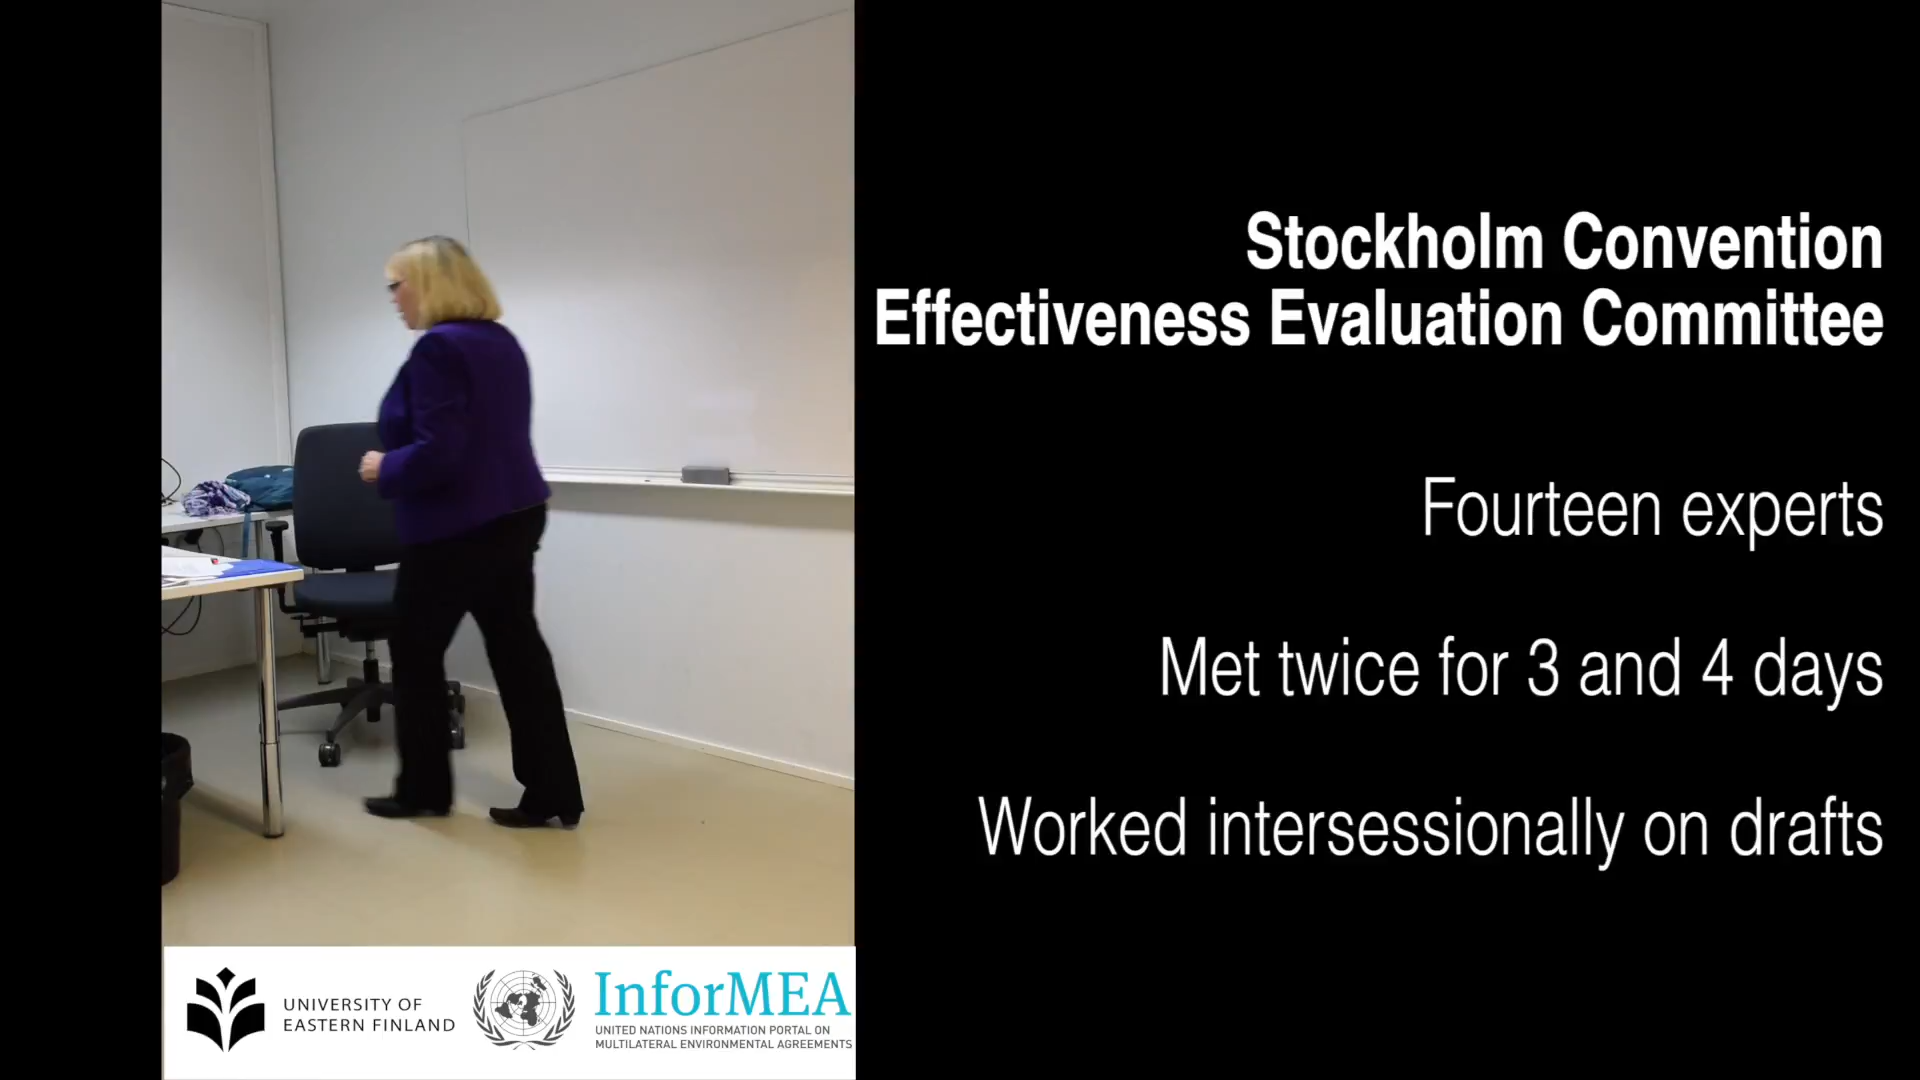 Stockholm Convention
Effectiveness Evaluation Committee
Fourteen experts
Met twice for 3 and 4 days
Worked intersessionally on drafts
UNIVERSITY OF
EASTERN FINLAND
InforMEA
UNITED NATIONS INFORMATION PORTAL ON
MULTILATERAL ENVIRONMENTAL AGREEMENTS